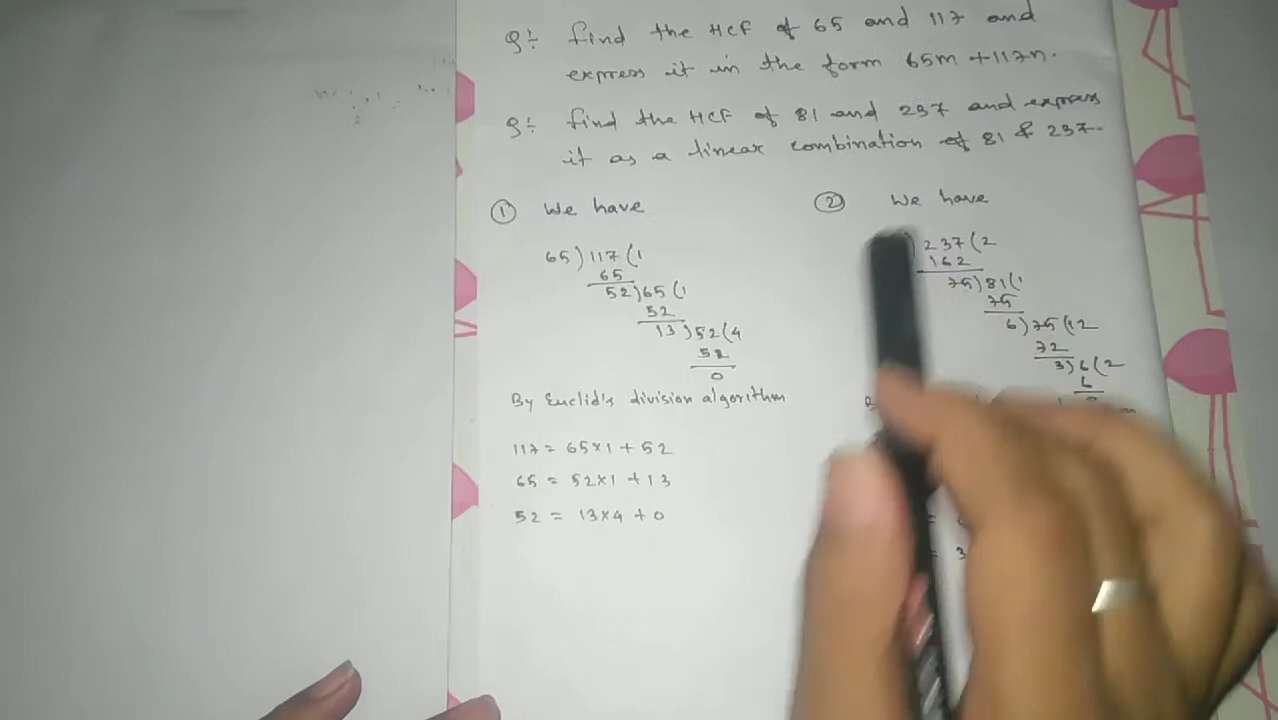 Q:- find the HCF of 65 and 117 and
express it in the form 65m + 117n.
Q:- find the HCF of 81 and 237 and express
it as a linear combination of 81 & 237.
① We have
65)117(1
65
52)65(1
52
13)52(4
52
0
By Euclid's division algorithm
117 = 65×1 + 52
65 = 52×1 + 13
52 = 13×4 + 0
② We have
)237(2
162
75)81(1
75
6)75(12
72
3)6(2
6
0